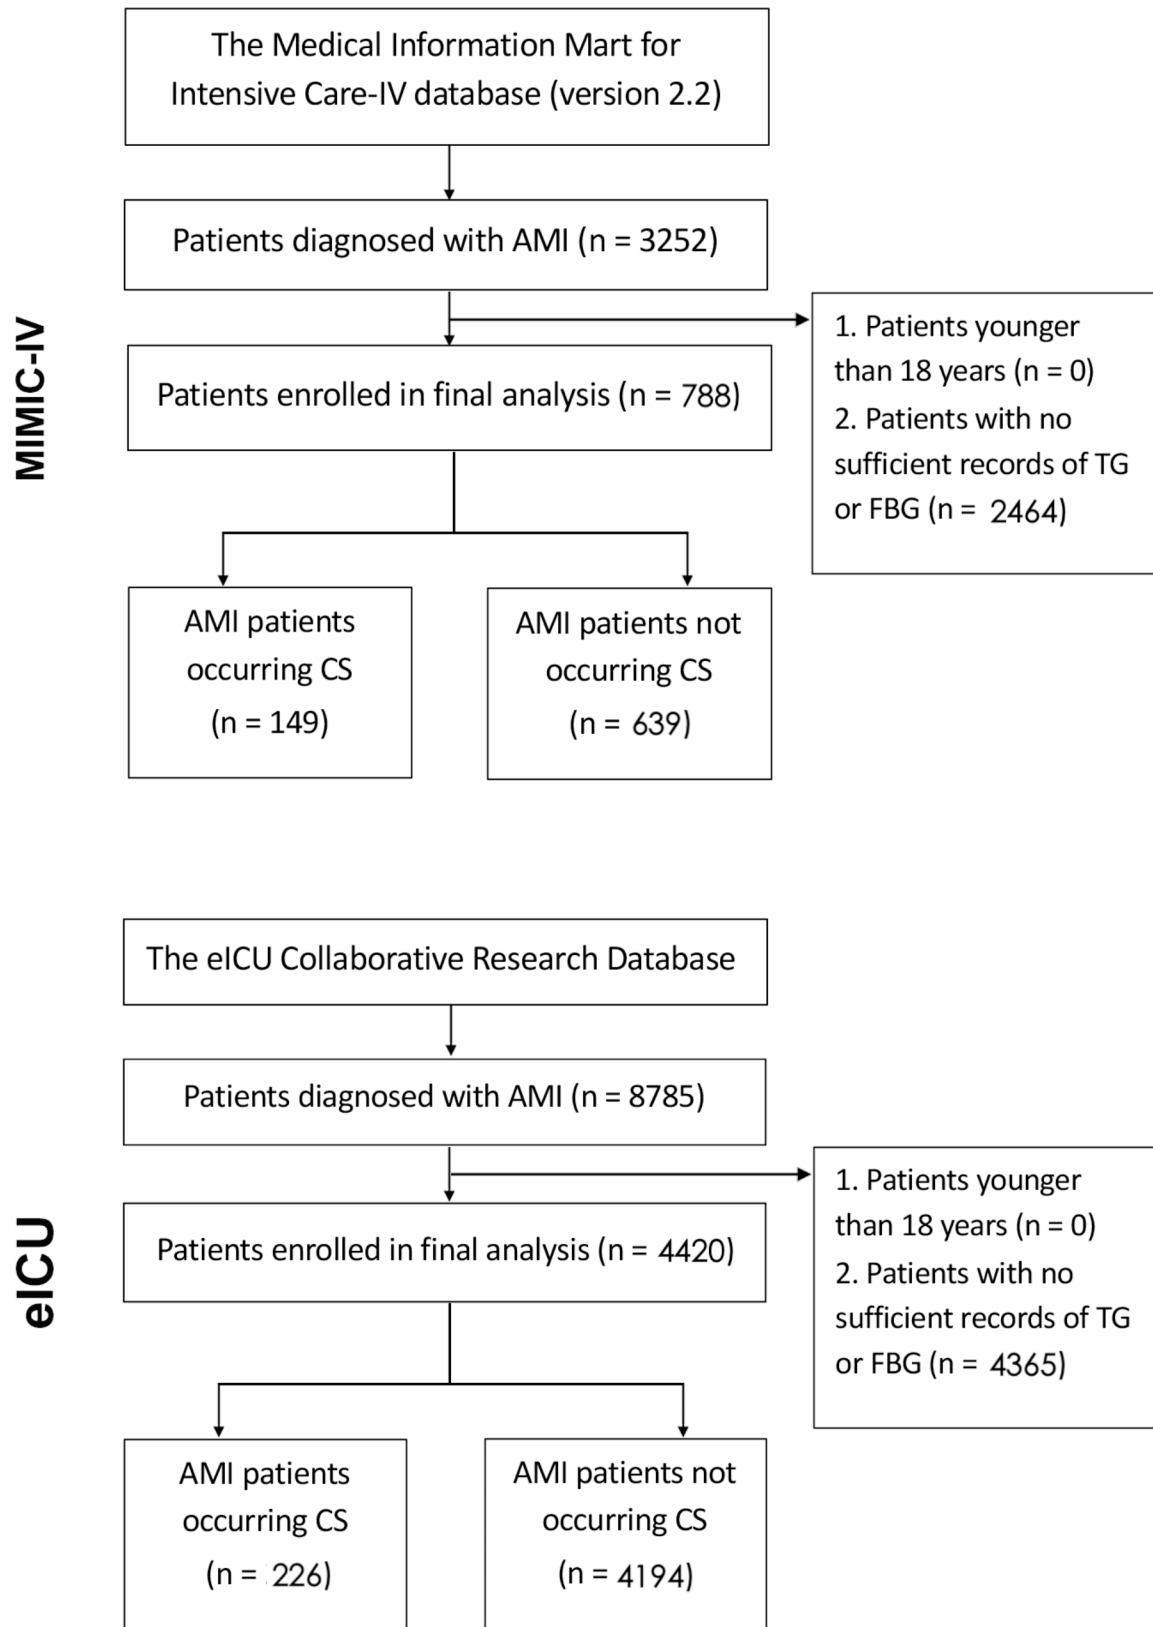 The Medical Information Mart for
Intensive Care-IV database (version 2.2)
Patients diagnosed with AMI (n = 3252)
MIMIC-IV
1. Patients younger
than 18 years (n = 0)
2. Patients with no
sufficient records of TG
or FBG (n = 2464)
Patients enrolled in final analysis (n = 788)
AMI patients
occurring CS
(n = 149)
AMI patients not
occurring CS
(n = 639)
The eICU Collaborative Research Database
Patients diagnosed with AMI (n = 8785)
eICU
1. Patients younger
than 18 years (n = 0)
2. Patients with no
sufficient records of TG
or FBG (n = 4365)
Patients enrolled in final analysis (n = 4420)
AMI patients
occurring CS
(n = 226)
AMI patients not
occurring CS
(n = 4194)